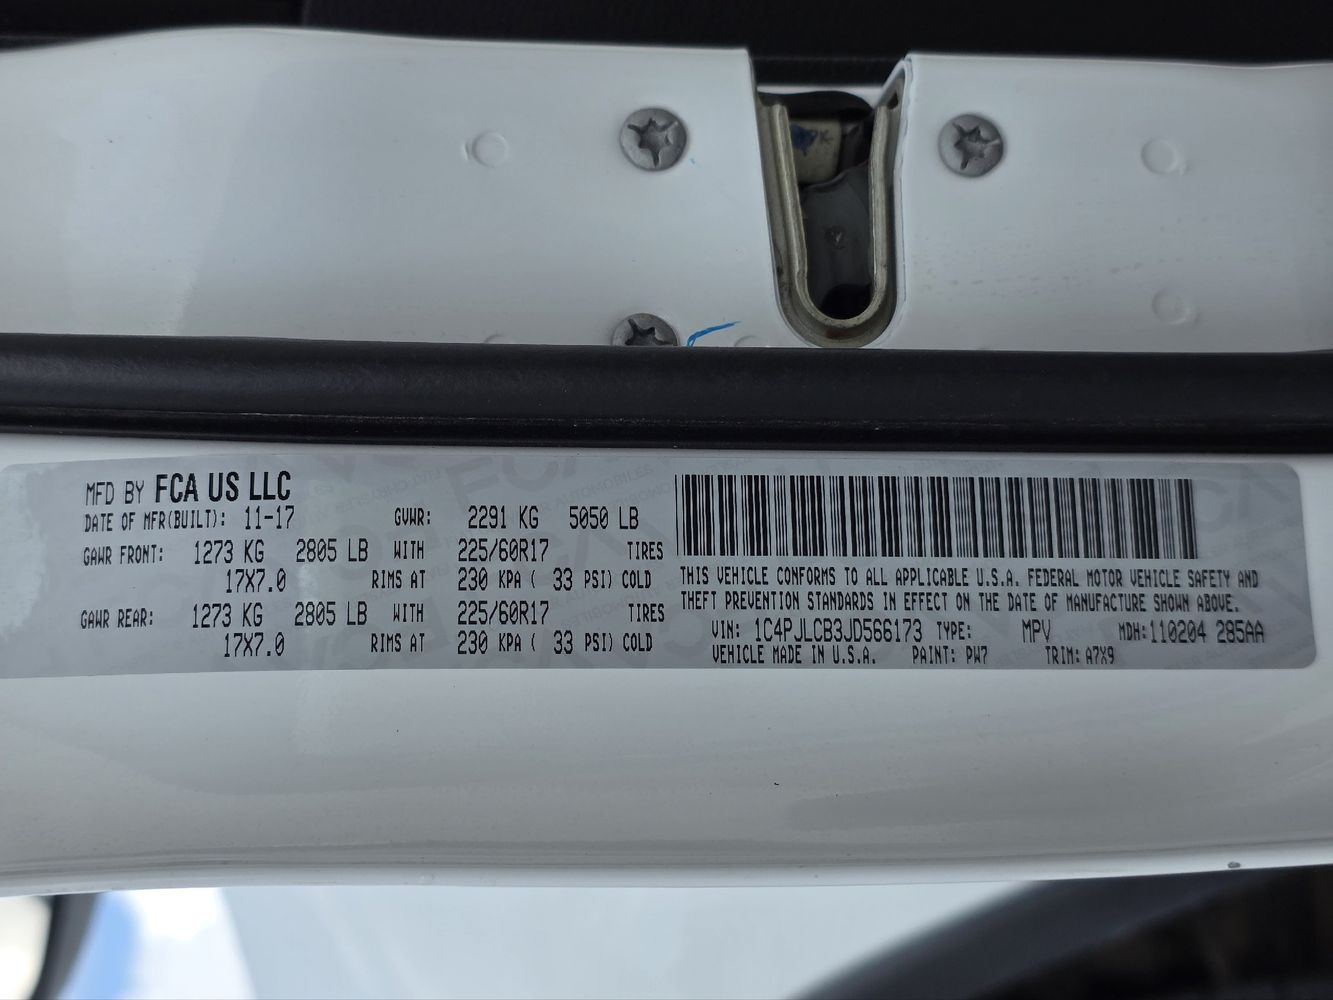 MFD BY FCA US LLC
DATE OF MFR(BUILT): 11-17 GVWR: 2291 KG 5050 LB
GAWR FRONT: 1273 KG 2805 LB WITH 225/60R17 TIRES
17X7.0 RIMS AT 230 KPA ( 33 PSI) COLD
GAWR REAR: 1273 KG 2805 LB WITH 225/60R17 TIRES
17X7.0 RIMS AT 230 KPA ( 33 PSI) COLD
THIS VEHICLE CONFORMS TO ALL APPLICABLE U.S.A. FEDERAL MOTOR VEHICLE SAFETY AND
THEFT PREVENTION STANDARDS IN EFFECT ON THE DATE OF MANUFACTURE SHOWN ABOVE.
VIN: 1C4PJLCB3JD566173 TYPE: MPV MDH:110204 285AA
VEHICLE MADE IN U.S.A. PAINT: PW7 TRIM: A7X9